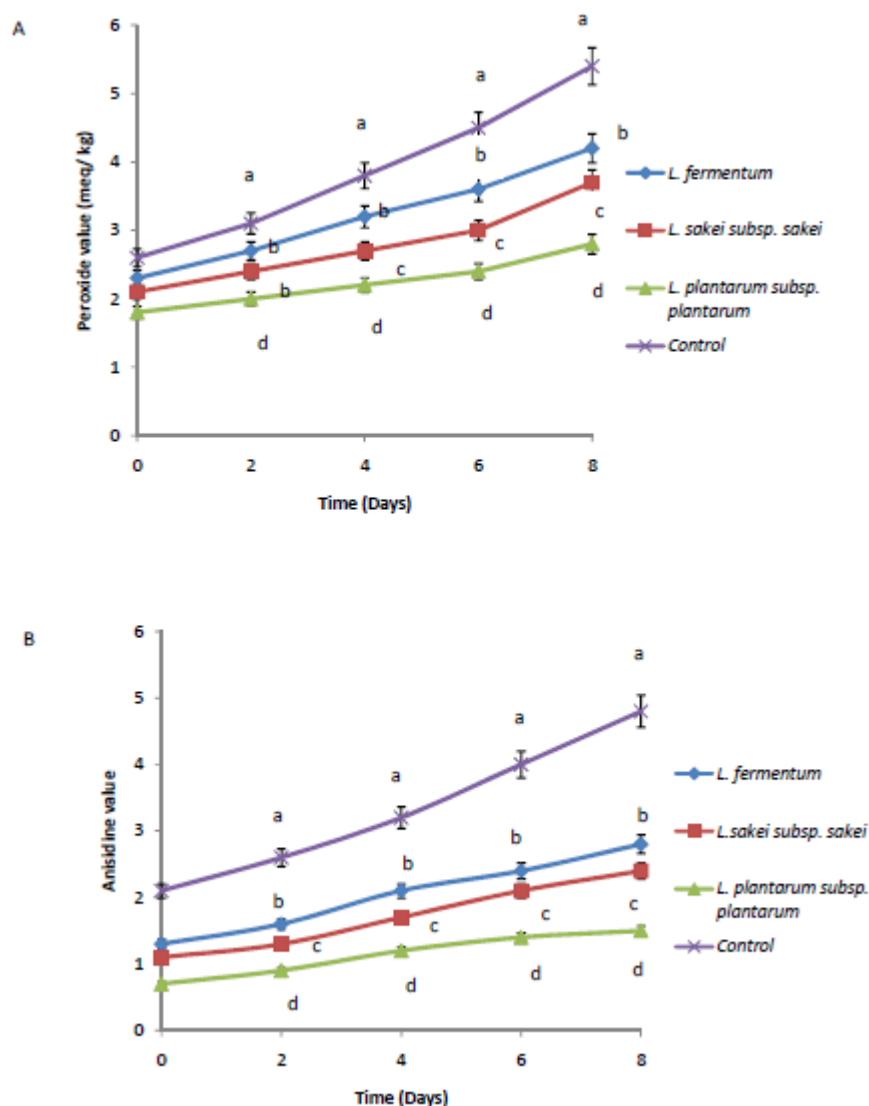 A
6
5
4
3
2
1
0
Peroxide value (meq/ kg)
a
a
a
a
b
b
b
b
b
c
c
c
d
d
d
d
0 2 4 6 8
Time (Days)
L. fermentum
L. sakei subsp. sakei
L. plantarum subsp.
plantarum
Control
B
6
5
4
3
2
1
0
Anisidine value
a
a
a
a
b
b
b
b
c
c
c
c
d
d
d
d
0 2 4 6 8
Time (Days)
L. fermentum
L.sakei subsp. sakei
L. plantarum subsp.
plantarum
Control